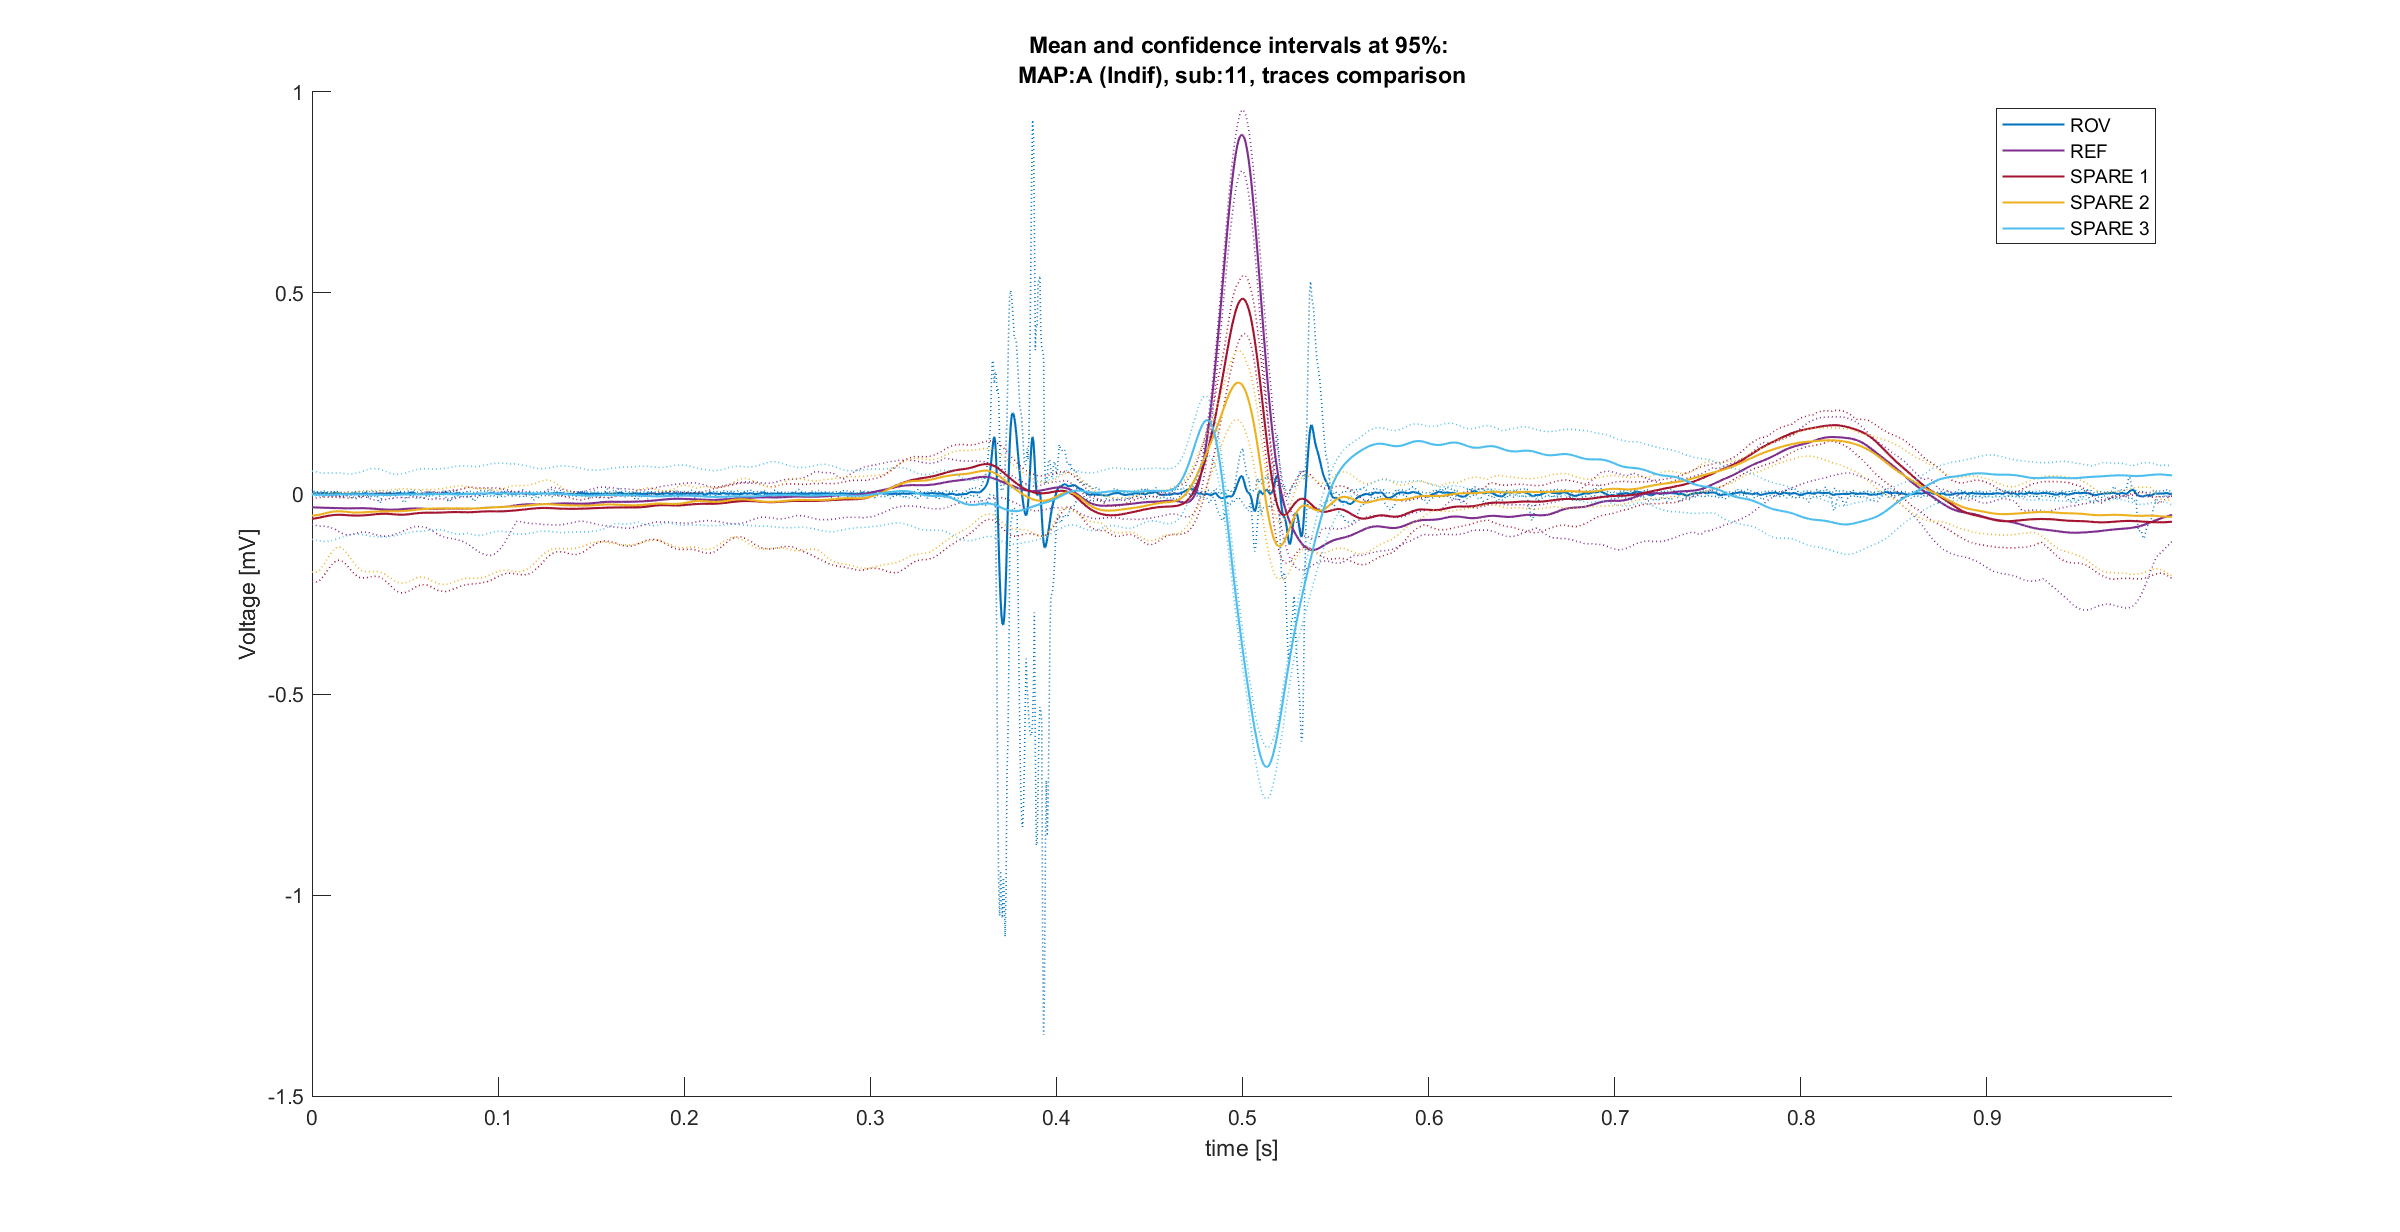 Mean and confidence intervals at 95%:
MAP:A (Indif), sub:11, traces comparison
ROV
REF
SPARE 1
SPARE 2
SPARE 3
Voltage [mV]
1
0.5
0
-0.5
-1
-1.5
0 0.1 0.2 0.3 0.4 0.5 0.6 0.7 0.8 0.9
time [s]